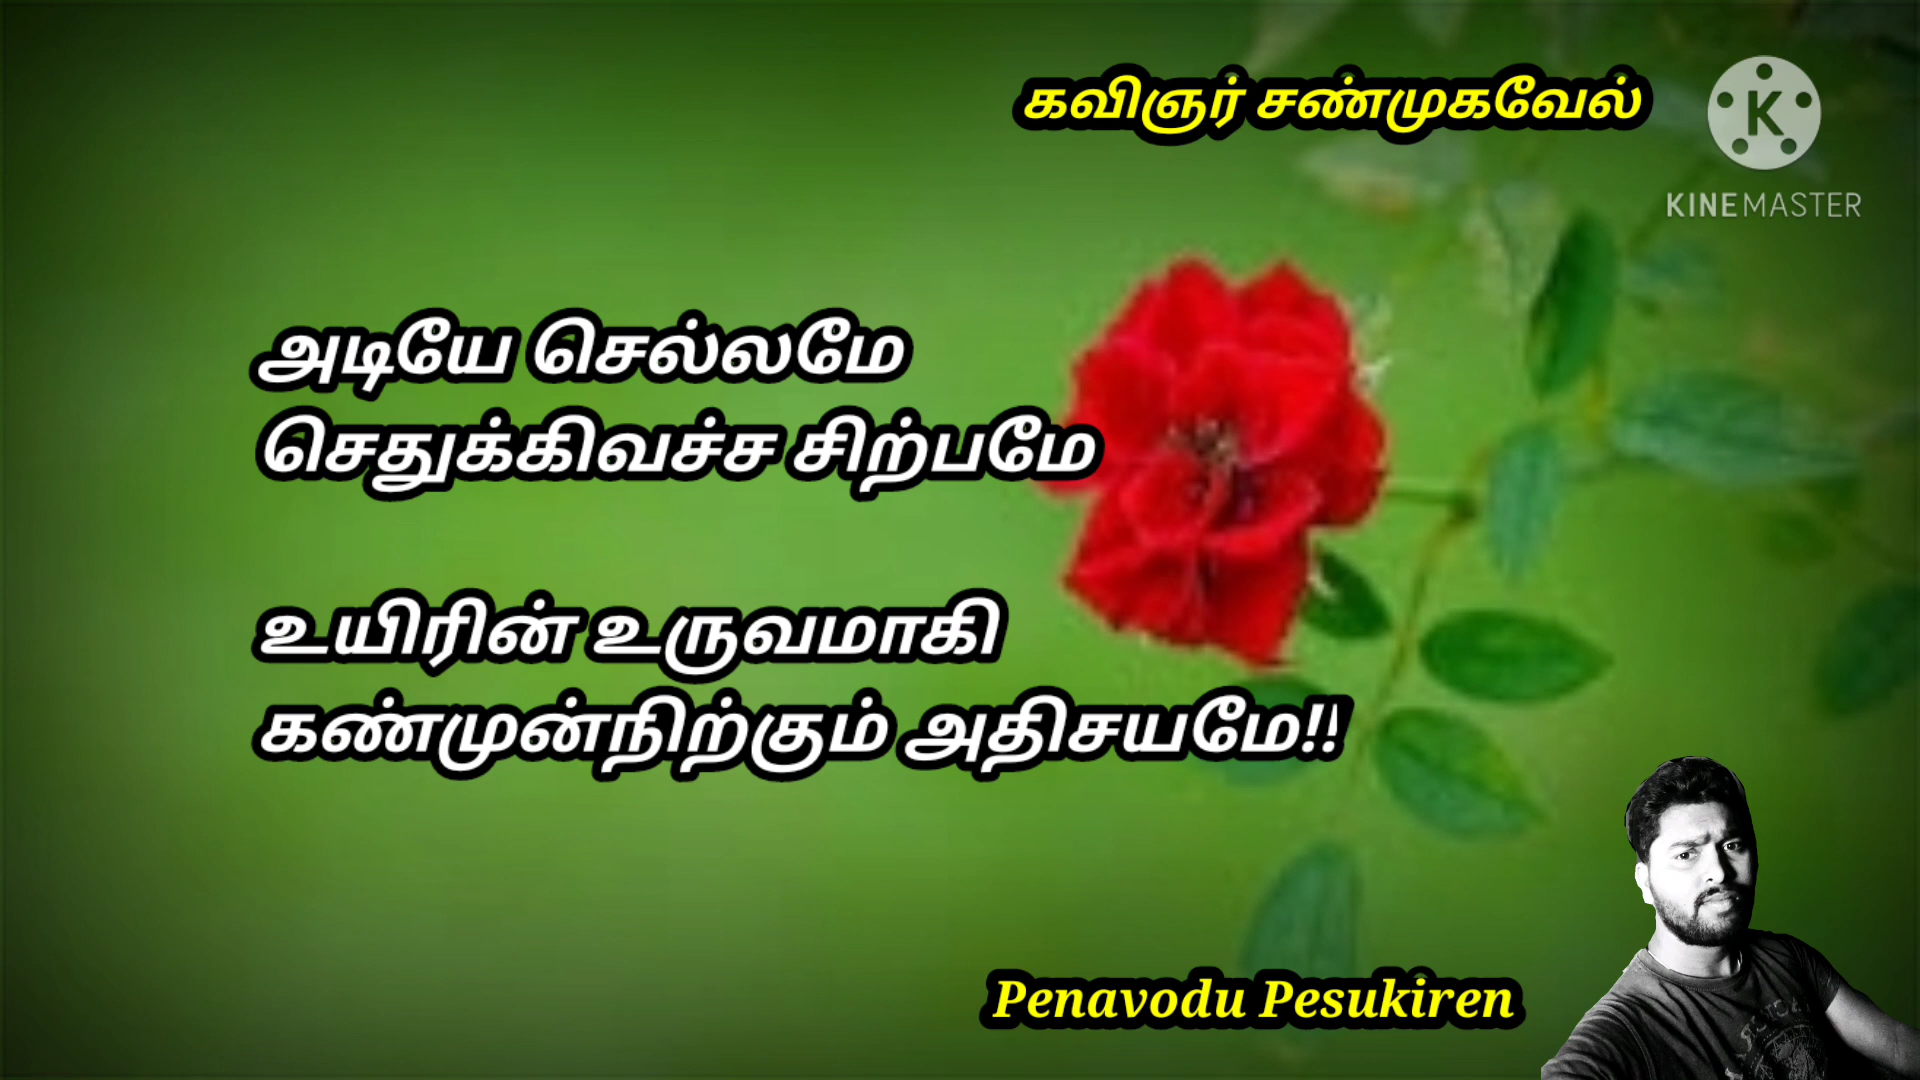 கவிஞர் சண்முகவேல்
K
KINEMASTER
அடியே செல்லமே
செதுக்கிவச்ச சிற்பமே
உயிரின் உருவமாகி
கண்முன்நிற்கும் அதிசயமே!!
Penavodu Pesukiren